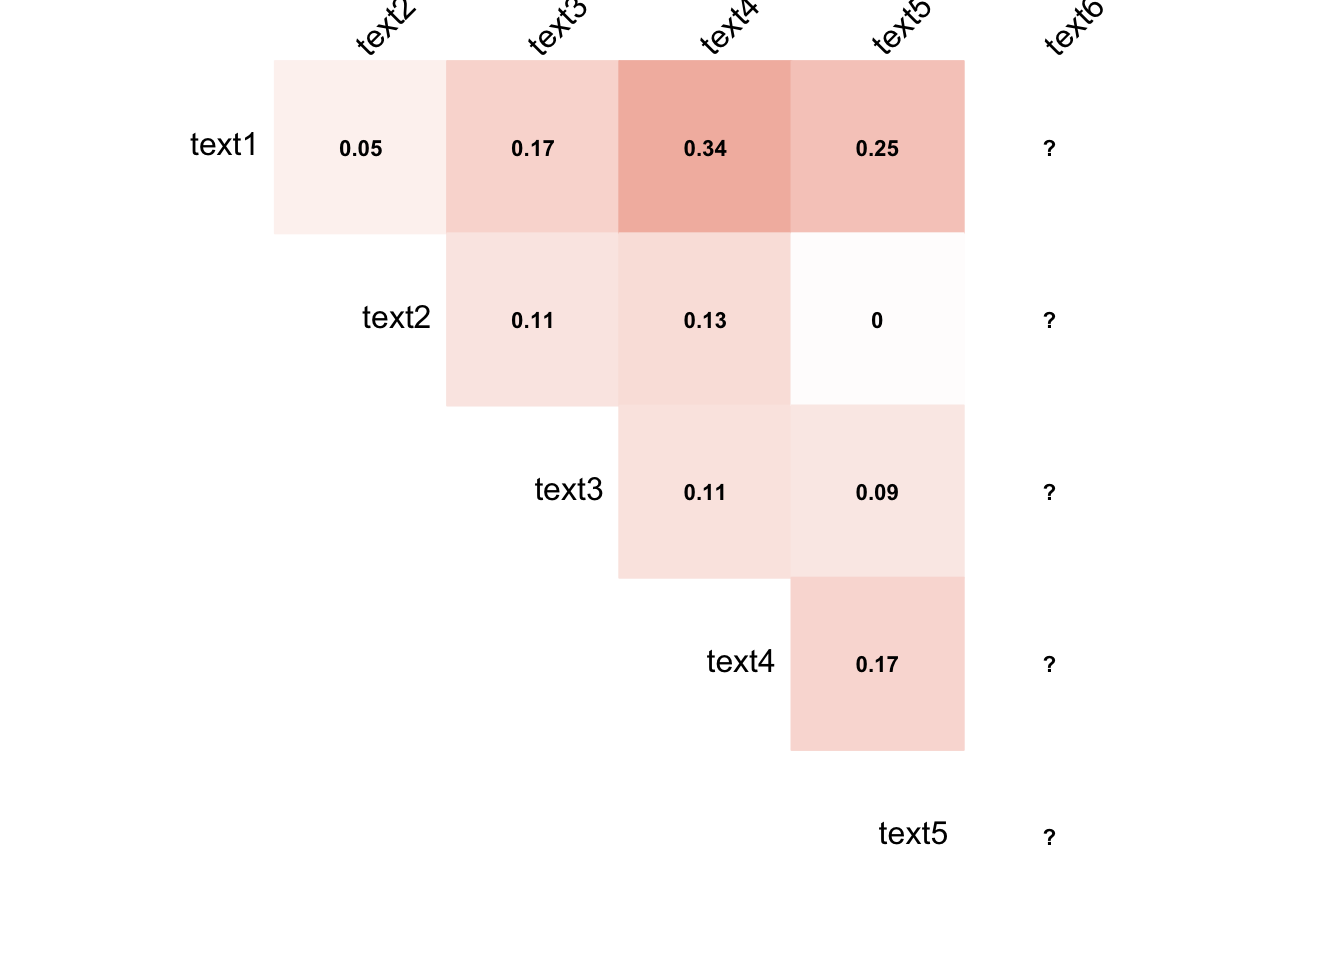 text2 text3 text4 text5 text6
text1 0.05 0.17 0.34 0.25 ?
text2 0.11 0.13 0 ?
text3 0.11 0.09 ?
text4 0.17 ?
text5 ?